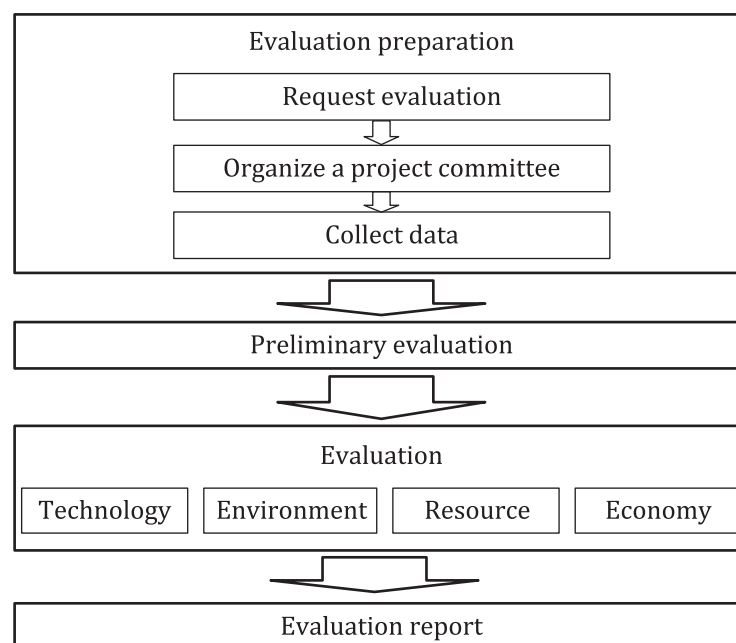 Evaluation preparation
Request evaluation
Organize a project committee
Collect data
Preliminary evaluation
Evaluation
Technology
Environment
Resource
Economy
Evaluation report